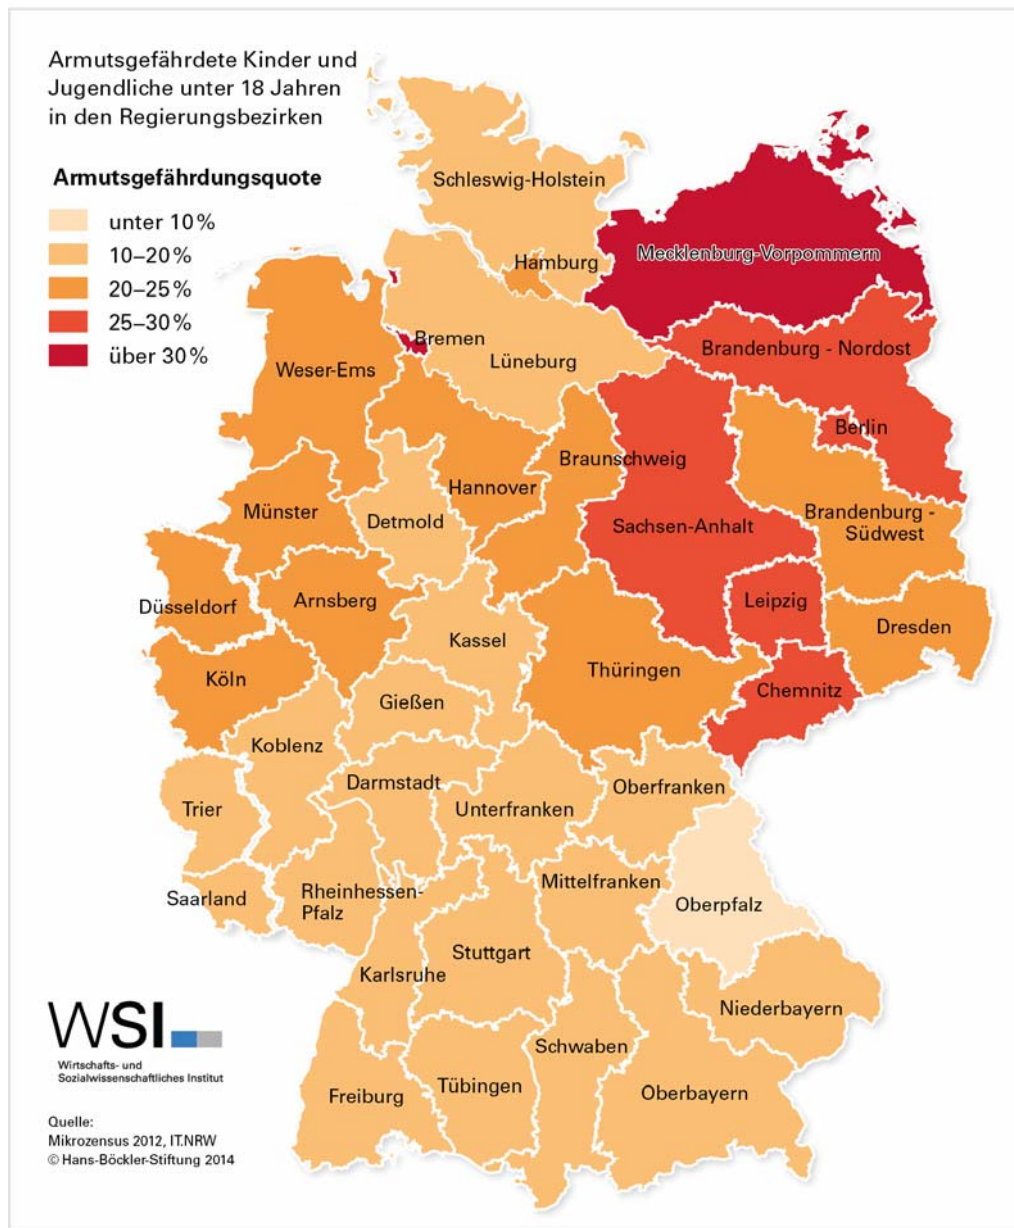 Armutsgefährdete Kinder und
Jugendliche unter 18 Jahren
in den Regierungsbezirken
Armutsgefährdungsquote
unter 10 %
10–20 %
20–25 %
25–30 %
über 30 %
Schleswig-Holstein
Hamburg
Mecklenburg-Vorpommern
Bremen
Lüneburg
Brandenburg - Nordost
Weser-Ems
Berlin
Braunschweig
Hannover
Münster
Detmold
Sachsen-Anhalt
Brandenburg -
Südwest
Düsseldorf
Arnsberg
Leipzig
Dresden
Kassel
Köln
Thüringen
Chemnitz
Gießen
Koblenz
Darmstadt
Oberfranken
Trier
Unterfranken
Mittelfranken
Saarland
Rheinhessen-
Pfalz
Oberpfalz
Stuttgart
Karlsruhe
Niederbayern
Schwaben
Freiburg
Tübingen
Oberbayern
WSI
Wirtschafts- und
Sozialwissenschaftliches Institut
Quelle:
Mikrozensus 2012, IT.NRW
© Hans-Böckler-Stiftung 2014